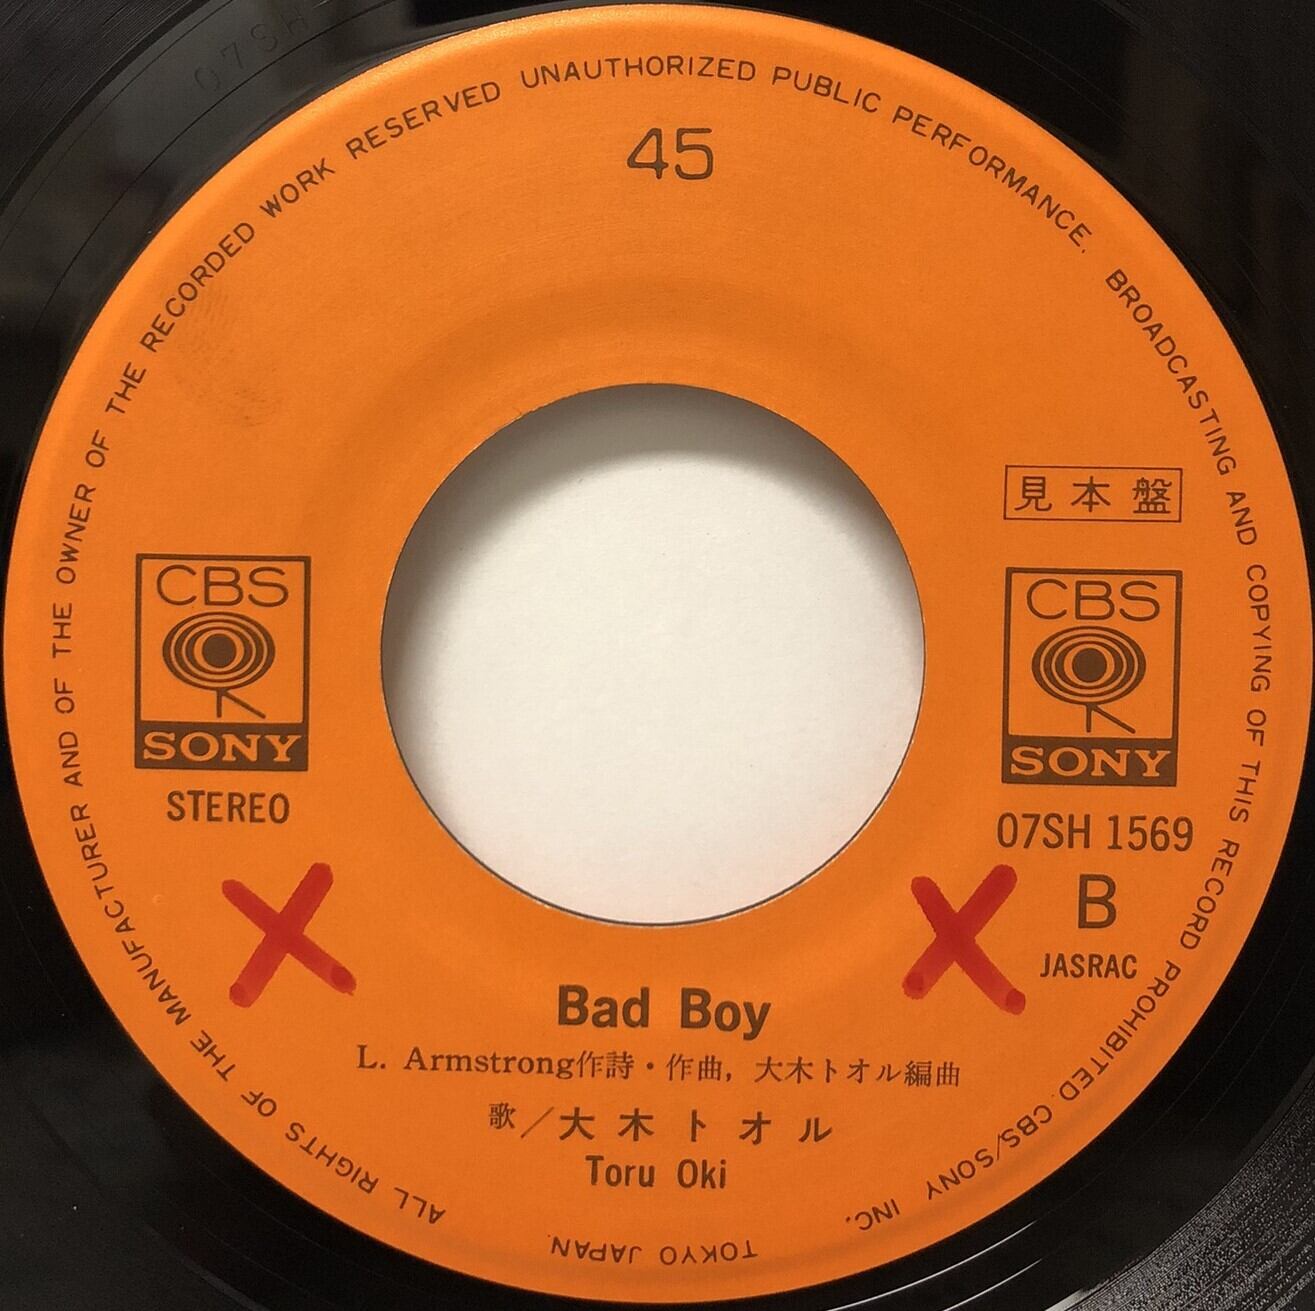 ALL RIGHTS OF THE MANUFACTURER AND OF THE OWNER OF THE RECORDED WORK RESERVED UNAUTHORIZED PUBLIC PERFORMANCE. BROADCASTING AND COPYING OF THIS RECORD PROHIBITED. CBS/SONY INC. TOKYO JAPAN.
45
見本盤
CBS
SONY
STEREO
CBS
SONY
07SH 1569
B
JASRAC
Bad Boy
L. Armstrong作詩・作曲, 大木トオル編曲
歌/大木トオル
Toru Oki
07SH